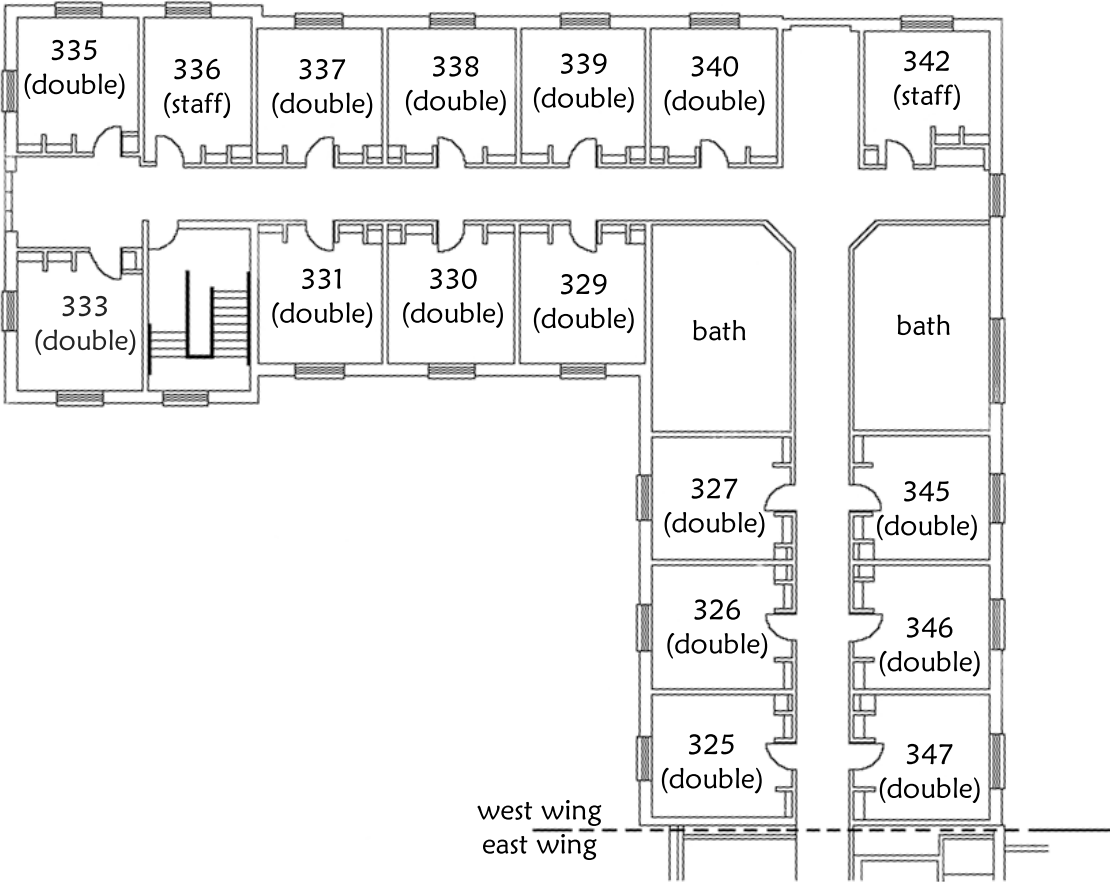 335
(double)
336
(staff)
337
(double)
338
(double)
339
(double)
340
(double)
342
(staff)
333
(double)
331
(double)
330
(double)
329
(double)
bath
bath
327
(double)
345
(double)
326
(double)
346
(double)
325
(double)
347
(double)
west wing
east wing